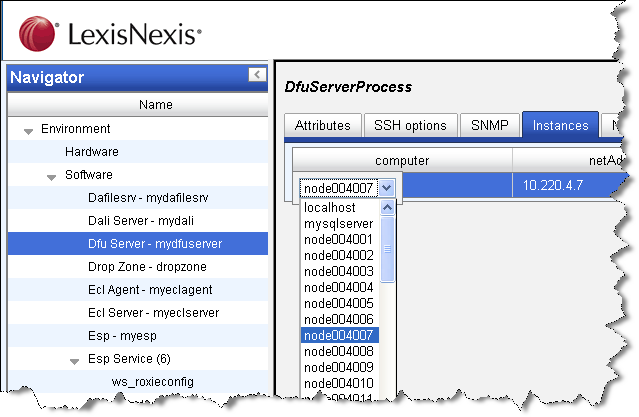 LexisNexis®
Navigator
Name
Environment
Hardware
Software
Dafilesrv - mydafilesrv
Dali Server - mydali
Dfu Server - mydfuserver
Drop Zone - dropzone
Ecl Agent - myeclagent
Ecl Server - myeclserver
Esp - myesp
Esp Service (6)
ws_roxieconfig
DfuServerProcess
Attributes SSH options SNMP Instances
computer netAd
node004007 10.220.4.7
localhost
mysqlserver
node004001
node004002
node004003
node004004
node004005
node004006
node004007
node004008
node004009
node004010
node004011